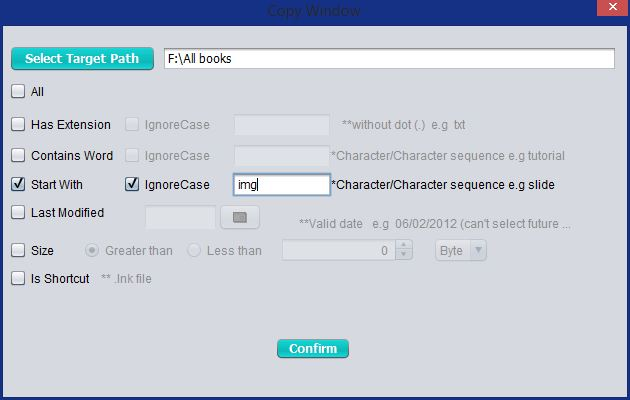 Copy Window
Select Target Path F:\All books
All
Has Extension IgnoreCase **without dot (.) e.g txt
Contains Word IgnoreCase *Character/Character sequence e.g tutorial
Start With IgnoreCase img *Character/Character sequence e.g slide
Last Modified **Valid date e.g 06/02/2012 (can't select future ...
Size Greater than Less than 0 Byte
Is Shortcut ** .lnk file
Confirm